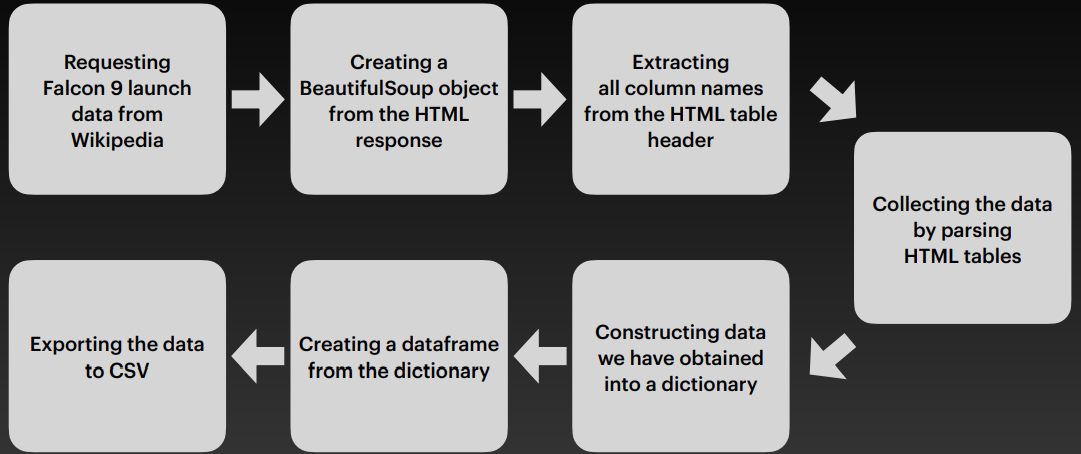 Requesting
Falcon 9 launch
data from
Wikipedia
Creating a
BeautifulSoup object
from the HTML
response
Extracting
all column names
from the HTML table
header
Collecting the data
by parsing
HTML tables
Constructing data
we have obtained
into a dictionary
Creating a dataframe
from the dictionary
Exporting the data
to CSV